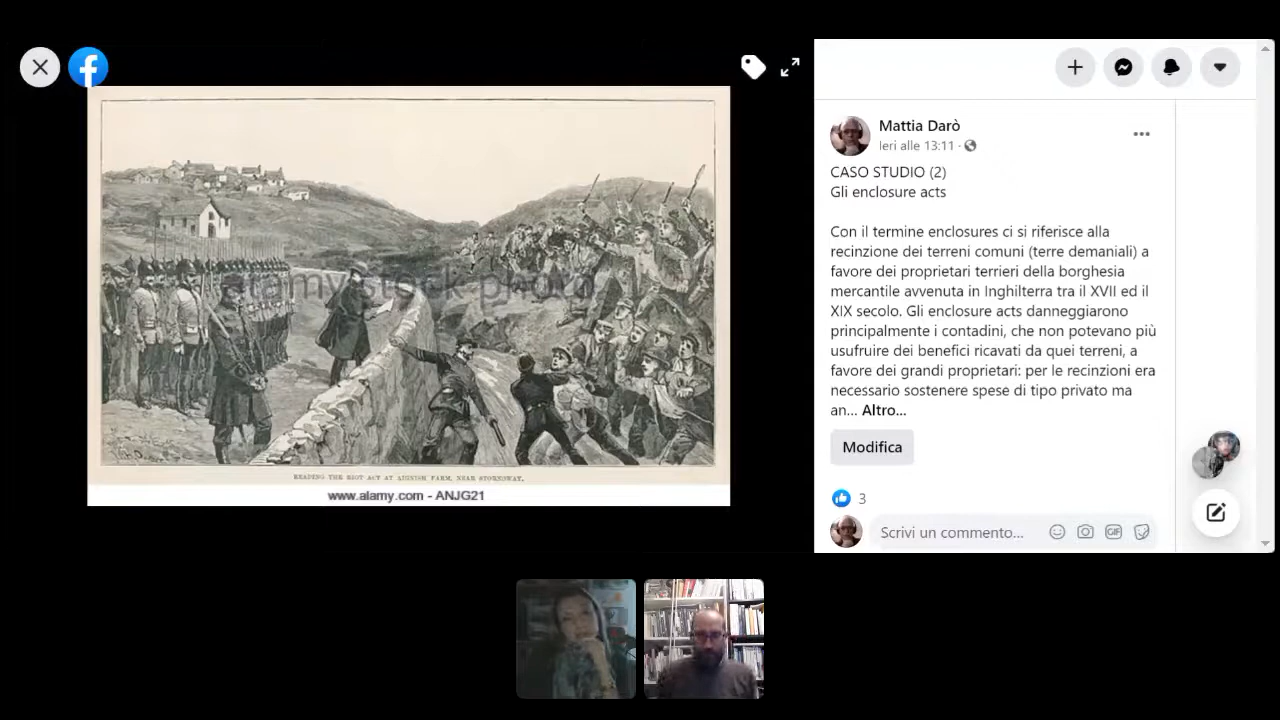 alamy stock photo
READING THE RIOT ACT AT AIGNISH FARM, NEAR STORNOWAY.
www.alamy.com - ANJG21
Mattia Darò
Ieri alle 13:11 ·
CASO STUDIO (2)
Gli enclosure acts
Con il termine enclosures ci si riferisce alla
recinzione dei terreni comuni (terre demaniali) a
favore dei proprietari terrieri della borghesia
mercantile avvenuta in Inghilterra tra il XVII ed il
XIX secolo. Gli enclosure acts danneggiarono
principalmente i contadini, che non potevano più
usufruire dei benefici ricavati da quei terreni, a
favore dei grandi proprietari: per le recinzioni era
necessario sostenere spese di tipo privato ma
an... Altro...
Modifica
3
Scrivi un commento...
GIF